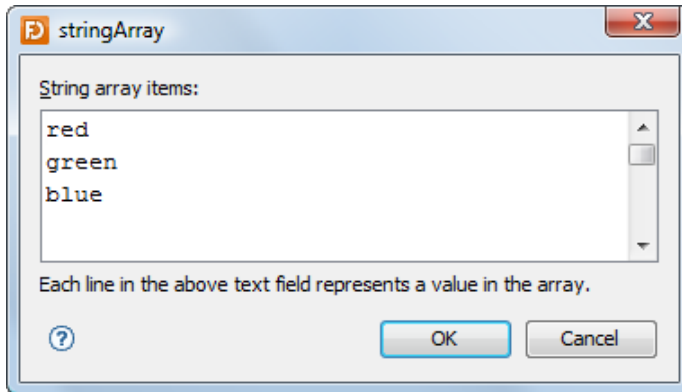 stringArray
String array items:
red
green
blue
Each line in the above text field represents a value in the array.
OK
Cancel